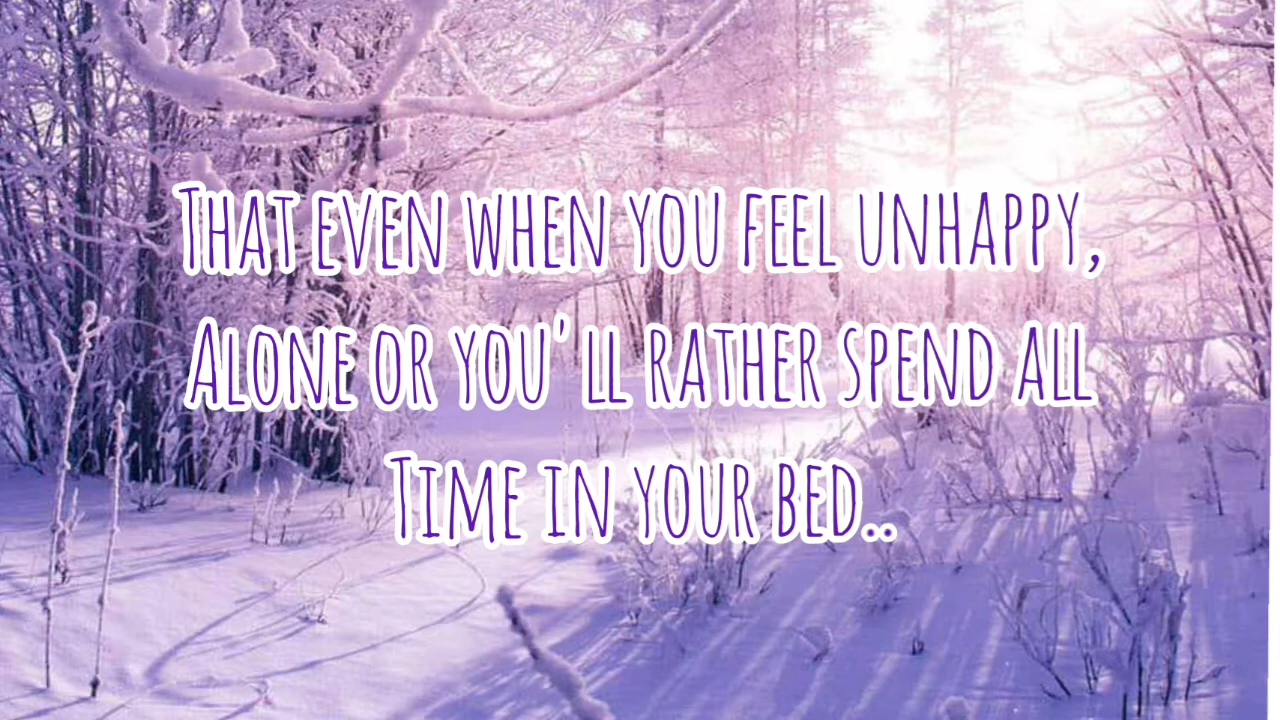 That even when you feel unhappy,
Alone or you'll rather spend all
Time in your bed..